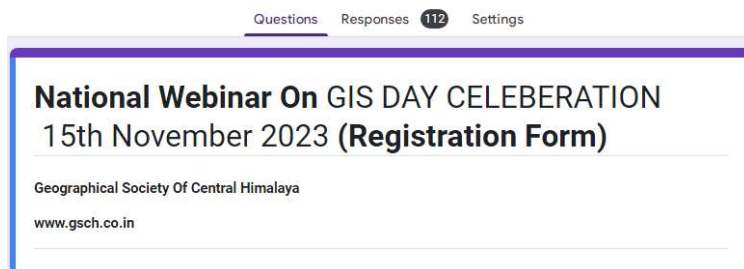 Questions Responses 112 Settings
National Webinar On GIS DAY CELEBERATION
15th November 2023 (Registration Form)
Geographical Society Of Central Himalaya
www.gsch.co.in